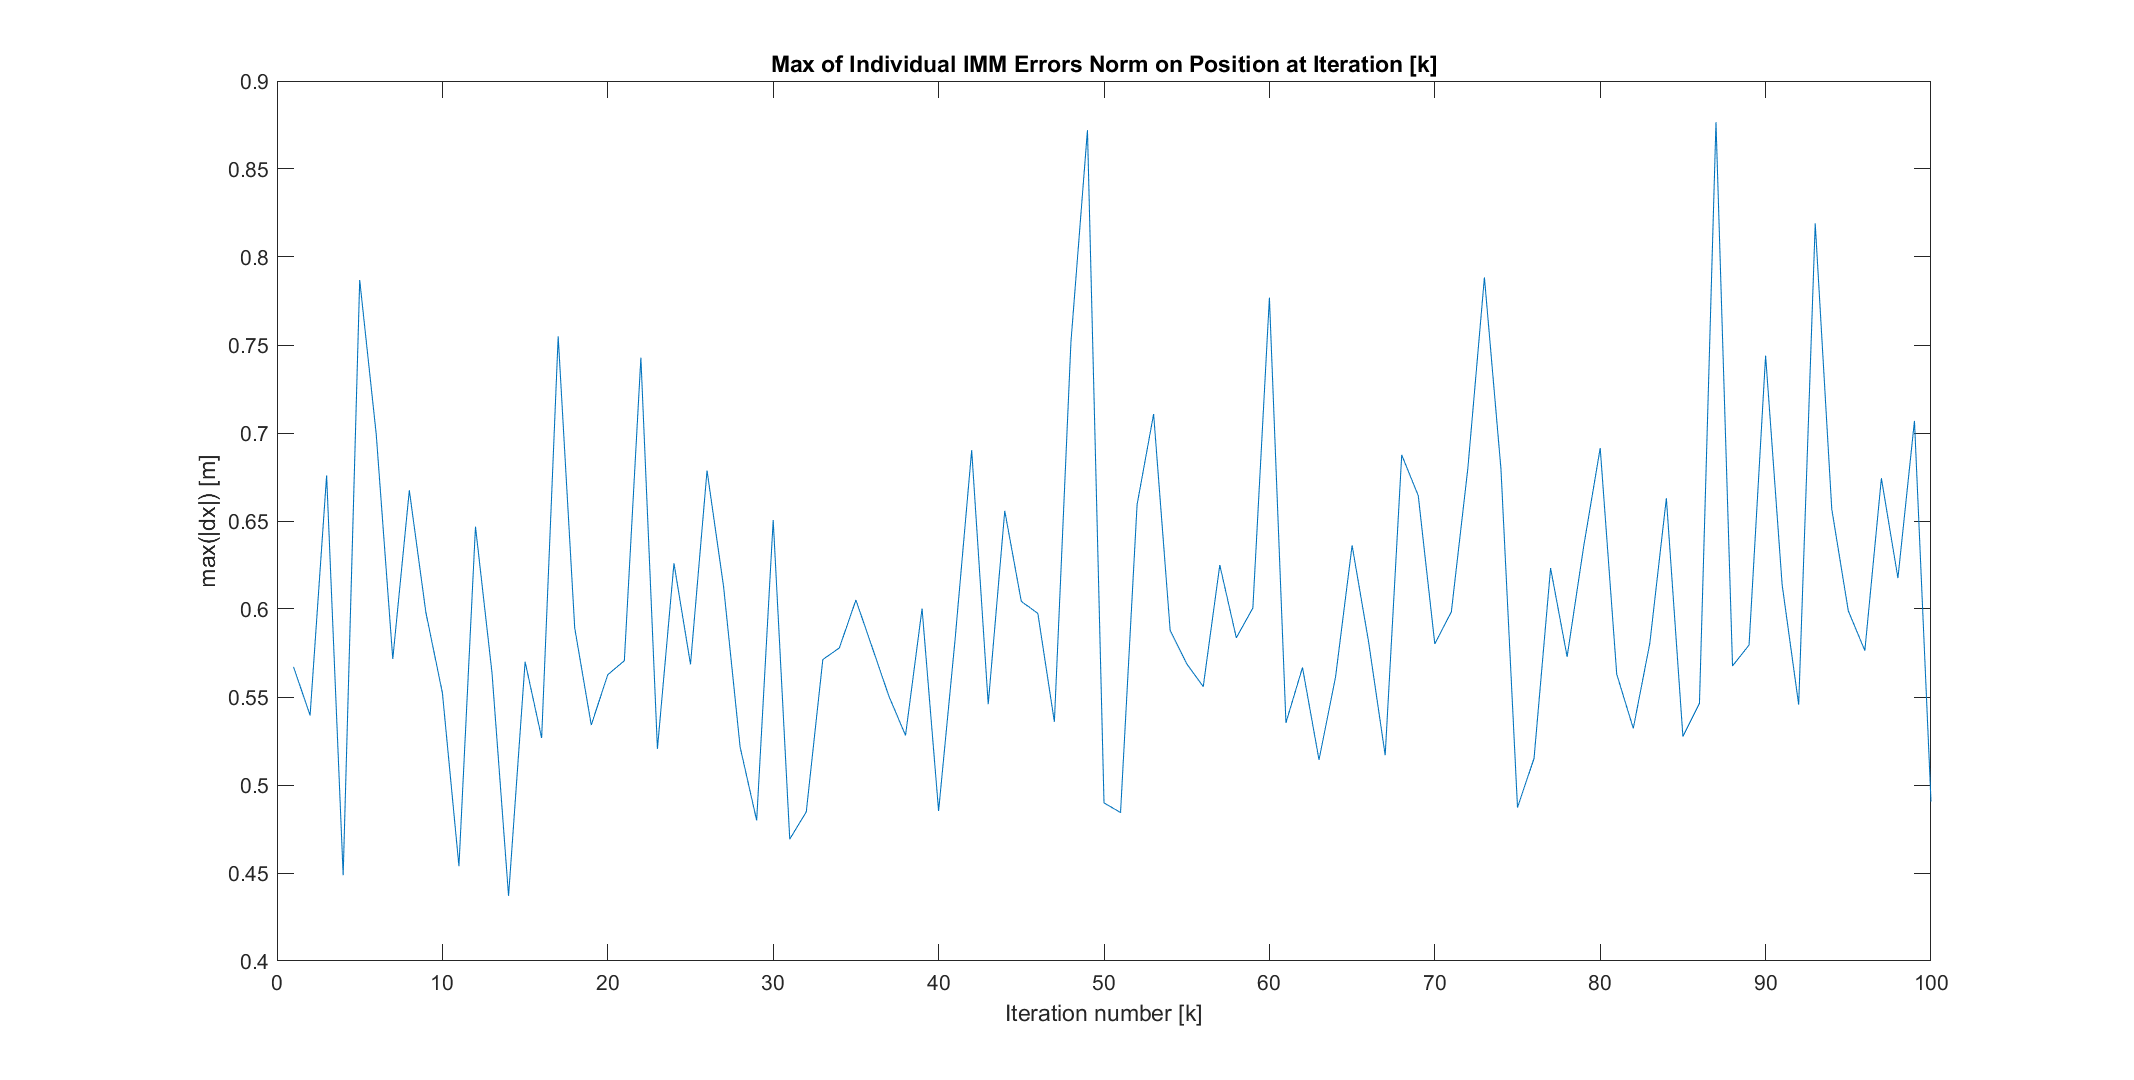 Max of Individual IMM Errors Norm on Position at Iteration [k]
0.9
0.85
0.8
0.75
0.7
0.65
0.6
0.55
0.5
0.45
0.4
max(|dx|) [m]
0 10 20 30 40 50 60 70 80 90 100
Iteration number [k]